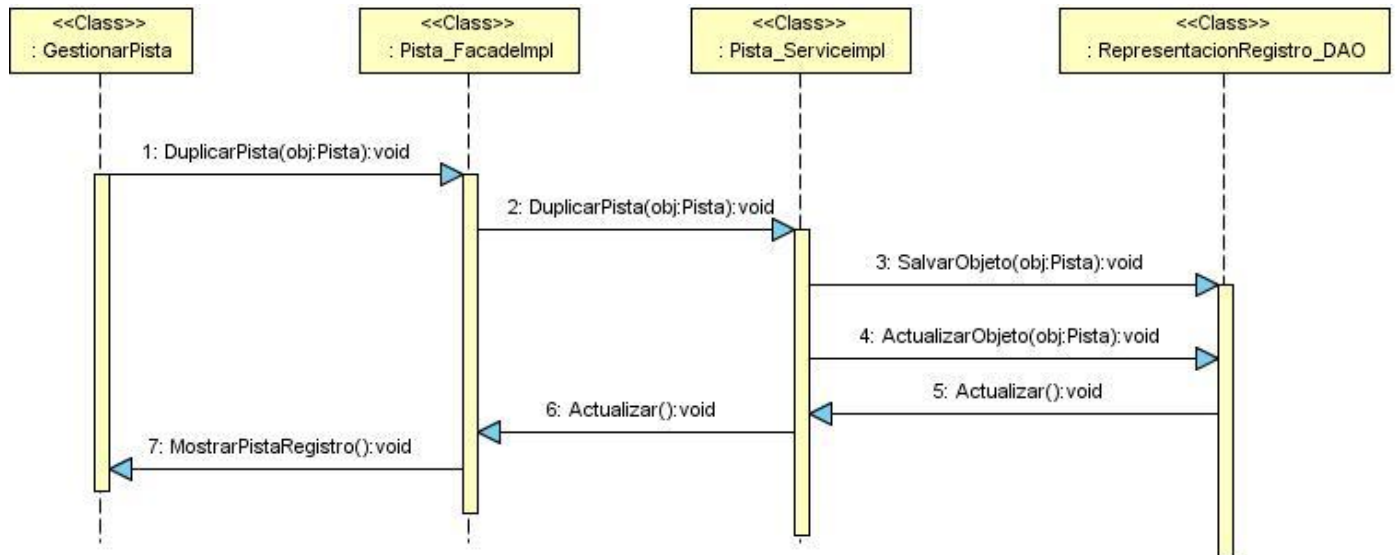 <<Class>>
: GestionarPista
<<Class>>
: Pista_FacadeImpl
<<Class>>
: Pista_Serviceimpl
<<Class>>
: RepresentacionRegistro_DAO
1: DuplicarPista(obj:Pista):void
2: DuplicarPista(obj:Pista):void
3: SalvarObjeto(obj:Pista):void
4: ActualizarObjeto(obj:Pista):void
5: Actualizar():void
6: Actualizar():void
7: MostrarPistaRegistro():void